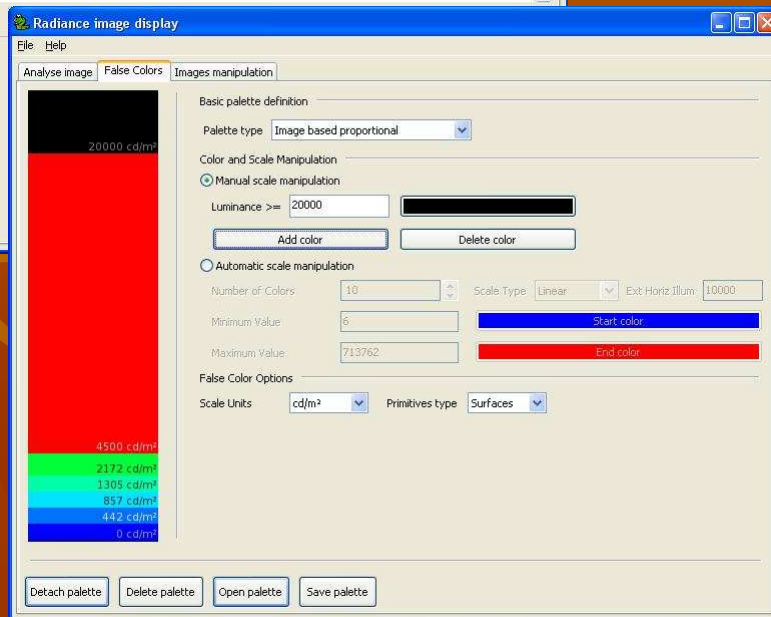 Radiance image display
File Help
Analyse image False Colors Images manipulation
Basic palette definition
Palette type Image based proportional
20000 cd/m²
Color and Scale Manipulation
Manual scale manipulation
Luminance >= 20000
Add color Delete color
Automatic scale manipulation
Number of Colors 10 Scale Type Linear Ext Horiz Illum 10000
Minimum Value 6 Start color
Maximum Value 713762 End color
False Color Options
Scale Units cd/m² Primitives type Surfaces
4500 cd/m²
2172 cd/m²
1305 cd/m²
857 cd/m²
442 cd/m²
0 cd/m²
Detach palette Delete palette Open palette Save palette